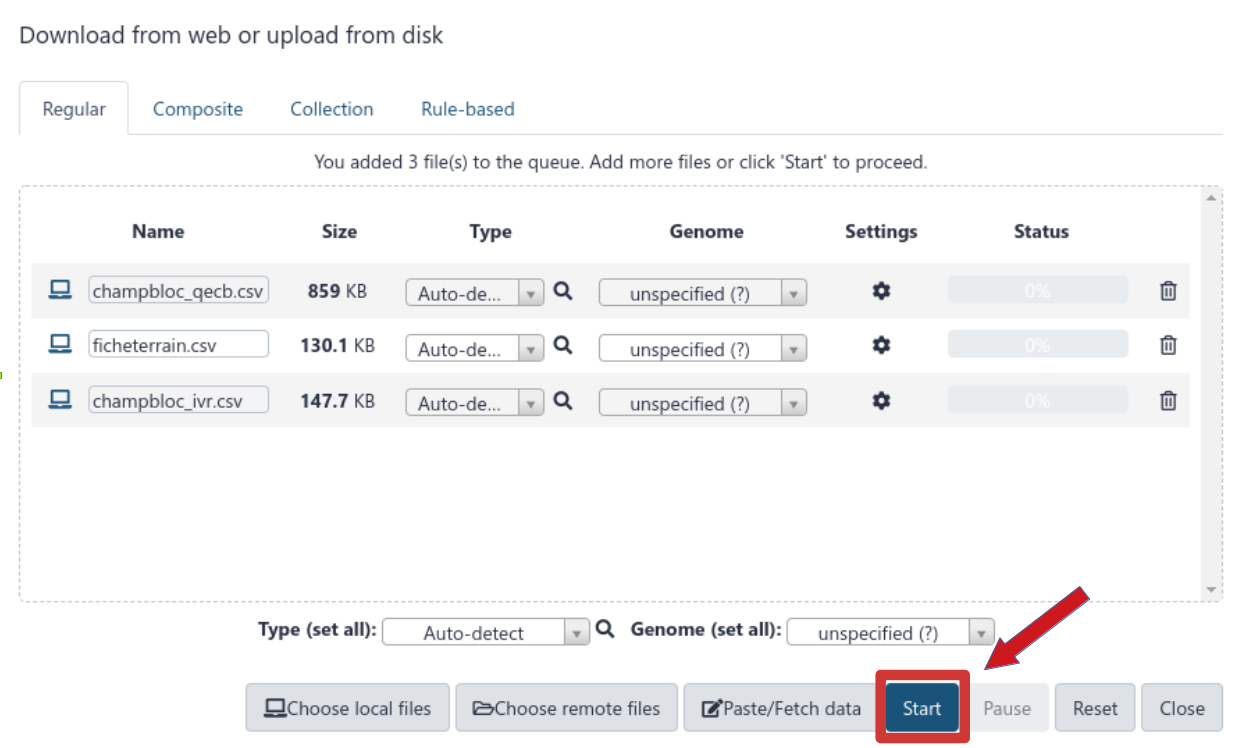 Download from web or upload from disk
Regular Composite Collection Rule-based
You added 3 file(s) to the queue. Add more files or click 'Start' to proceed.
Name Size Type Genome Settings Status
champbloc_qecb.csv 859 KB Auto-de... unspecified (?) 0%
ficheterrain.csv 130.1 KB Auto-de... unspecified (?) 0%
champbloc_ivr.csv 147.7 KB Auto-de... unspecified (?) 0%
Type (set all): Auto-detect Genome (set all): unspecified (?)
Choose local files Choose remote files Paste/Fetch data Start Pause Reset Close